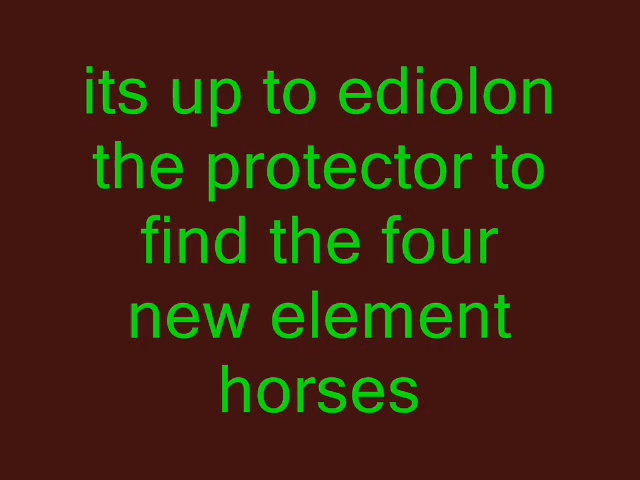 its up to ediolon
the protector to
find the four
new element
horses